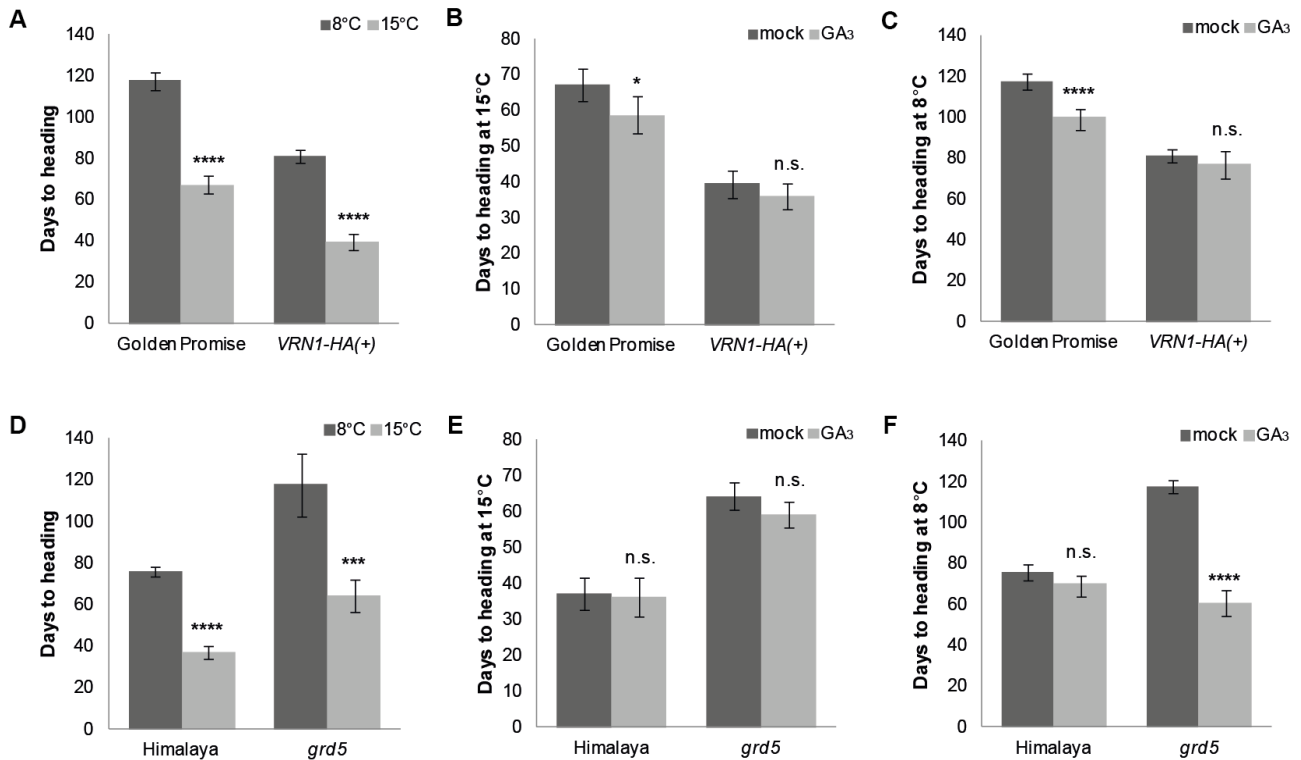 A
8°C 15°C
Days to heading
140
120
100
80
60
40
20
0
****
****
Golden Promise VRN1-HA(+)
B
mock GA3
Days to heading at 15°C
80
70
60
50
40
30
20
10
0
*
n.s.
Golden Promise VRN1-HA(+)
C
mock GA3
Days to heading at 8°C
140
120
100
80
60
40
20
0
****
n.s.
Golden Promise VRN1-HA(+)
D
8°C 15°C
Days to heading
140
120
100
80
60
40
20
0
****
***
Himalaya grd5
E
mock GA3
Days to heading at 15°C
80
70
60
50
40
30
20
10
0
n.s.
n.s.
Himalaya grd5
F
mock GA3
Days to heading at 8°C
140
120
100
80
60
40
20
0
n.s.
****
Himalaya grd5